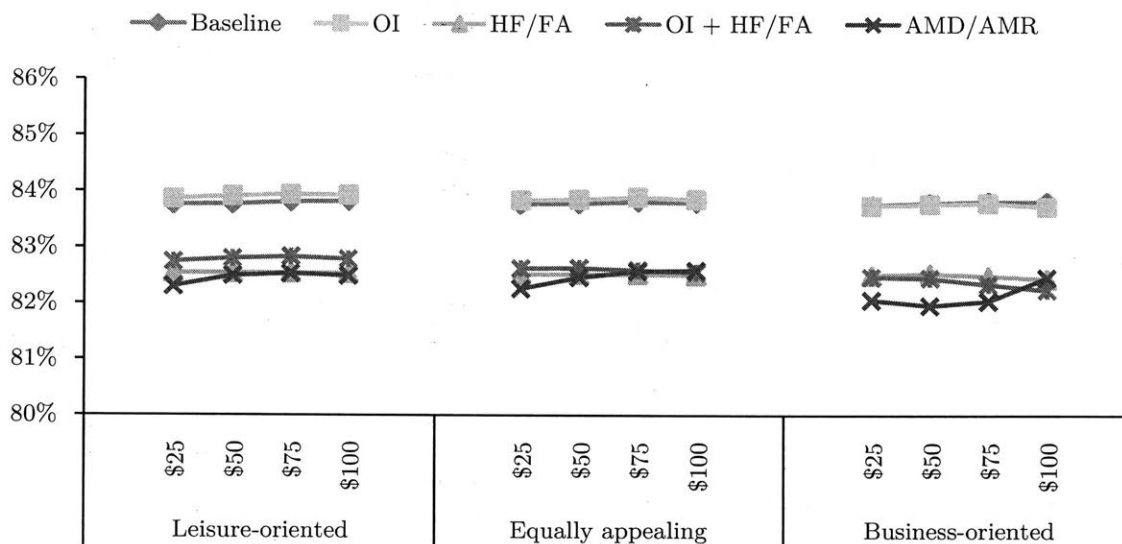 Baseline OI HF/FA OI + HF/FA AMD/AMR
86%
85%
84%
83%
82%
81%
80%
$25 $50 $75 $100 $25 $50 $75 $100 $25 $50 $75 $100
Leisure-oriented Equally appealing Business-oriented